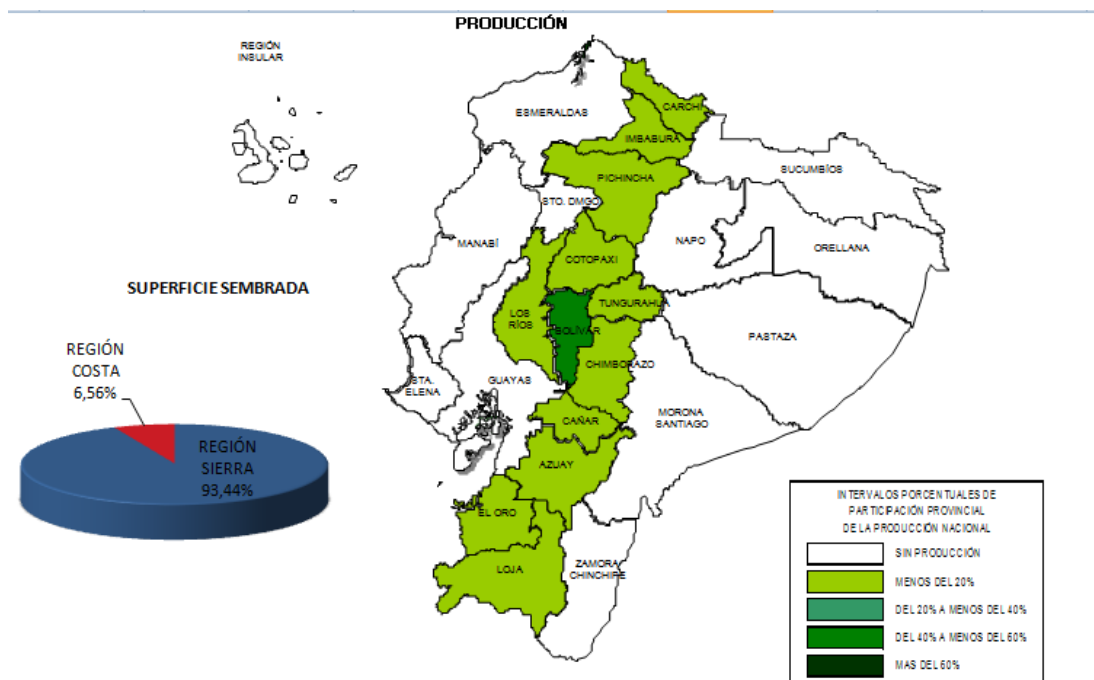 PRODUCCIÓN
REGIÓN
INSULAR
ESMERALDAS
CARCHI
IMBABURA
PICHINCHA
SUCUMBÍOS
STO. DMGO
MANABÍ
NAPO
ORELLANA
COTOPAXI
SUPERFICIE SEMBRADA
TUNGURAHUA
LOS
RÍOS
BOLÍVAR
PASTAZA
CHIMBORAZO
REGIÓN
COSTA
6,56%
STA.
ELENA
GUAYAS
MORONA
SANTIAGO
CAÑAR
REGIÓN
SIERRA
93,44%
AZUAY
EL ORO
LOJA
ZAMORA
CHINCHIPE
INTERVALOS PORCENTUALES DE
PARTICIPACIÓN PROVINCIAL
DE LA PRODUCCIÓN NACIONAL
SIN PRODUCCIÓN
MENOS DEL 20%
DEL 20% A MENOS DEL 40%
DEL 40% A MENOS DEL 60%
MAS DEL 60%